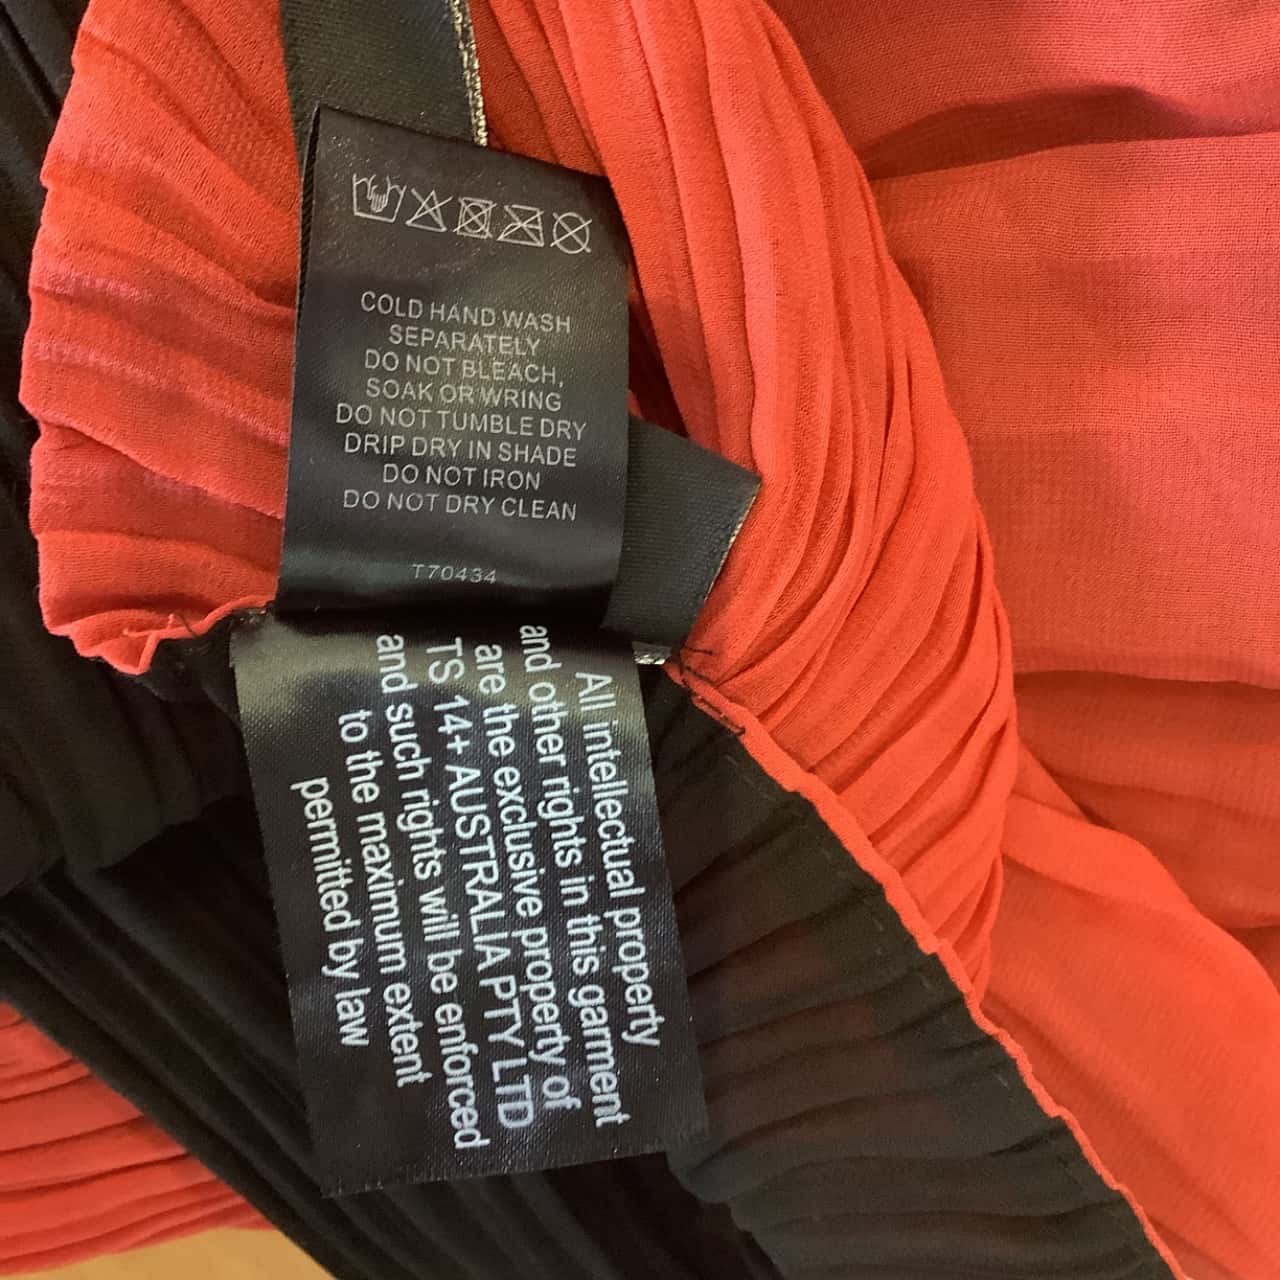 COLD HAND WASH
SEPARATELY
DO NOT BLEACH,
SOAK OR WRING
DO NOT TUMBLE DRY
DRIP DRY IN SHADE
DO NOT IRON
DO NOT DRY CLEAN
T70434
All intellectual property
and other rights in this garment
are the exclusive property of
TS 14+ AUSTRALIA PTY LTD
and such rights will be enforced
to the maximum extent
permitted by law